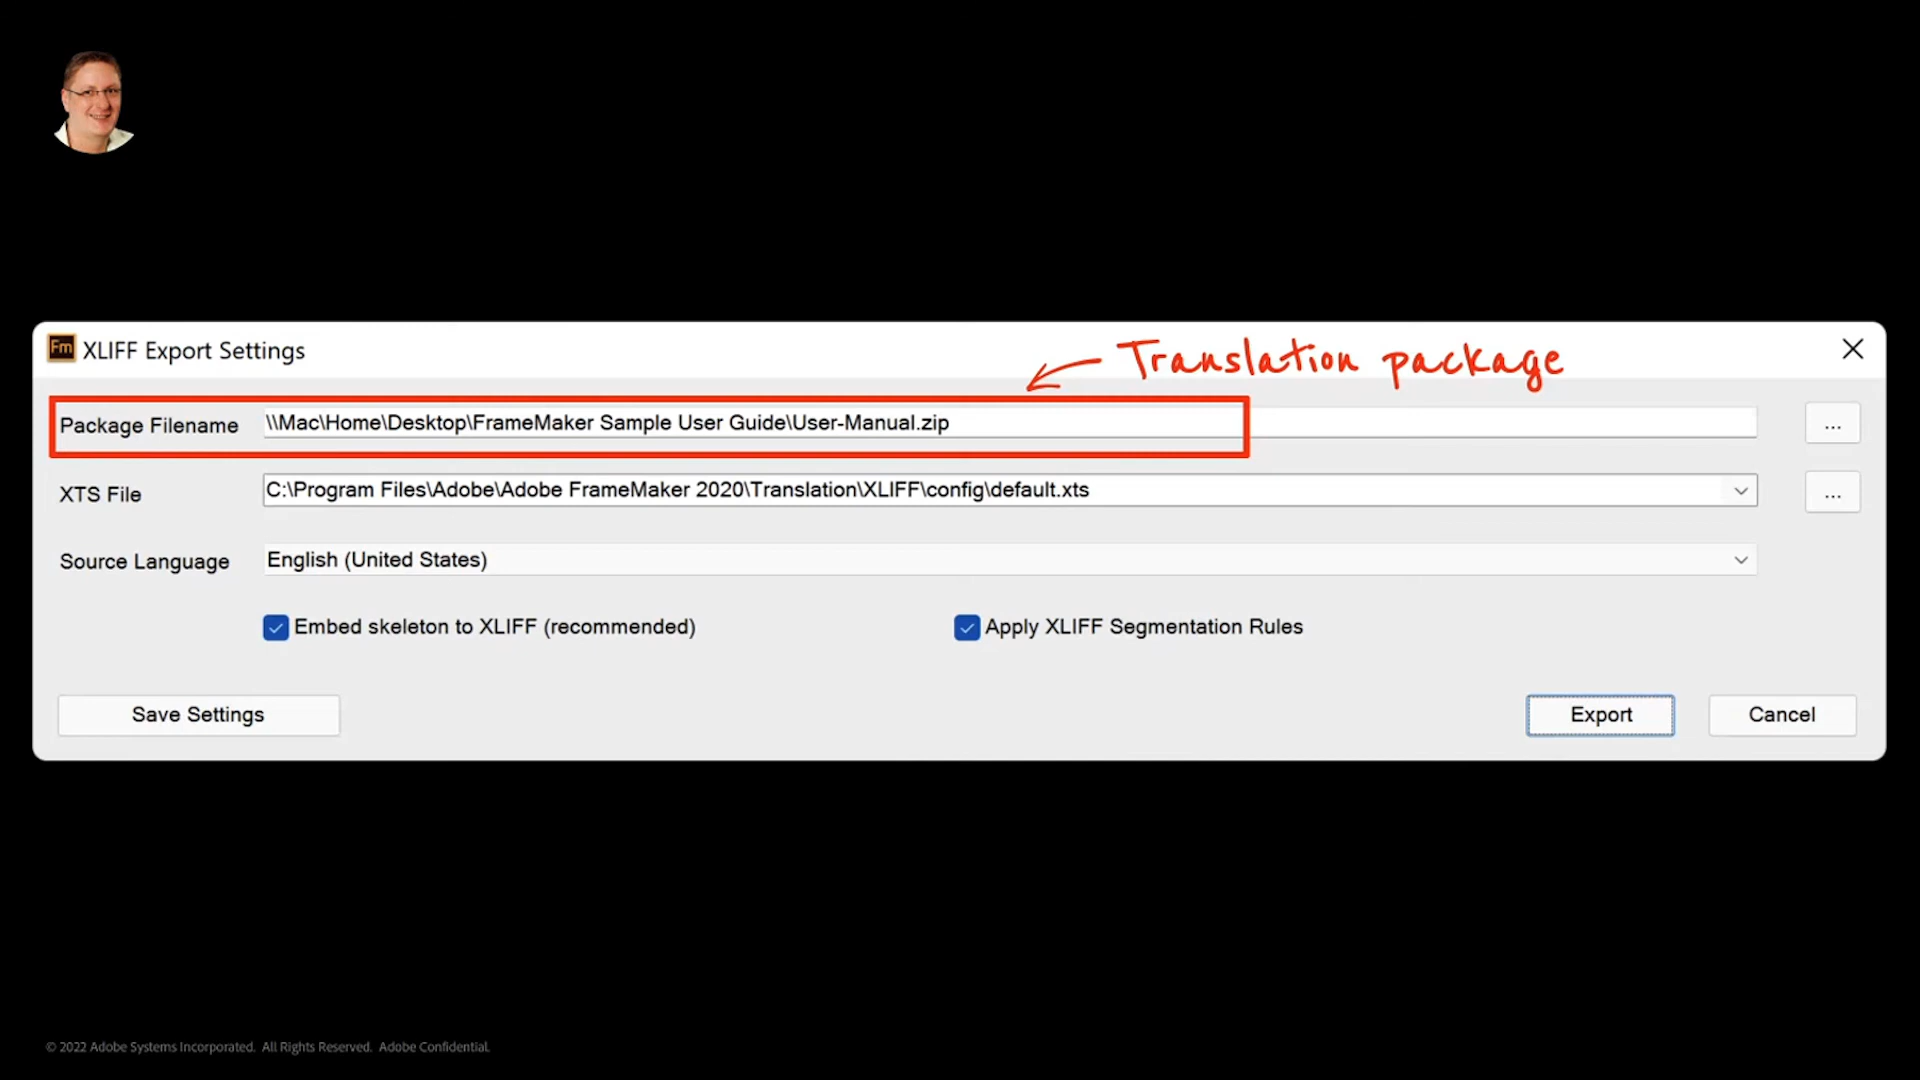 Fm XLIFF Export Settings
Translation package
Package Filename \\Mac\Home\Desktop\FrameMaker Sample User Guide\User-Manual.zip ...
XTS File C:\Program Files\Adobe\Adobe FrameMaker 2020\Translation\XLIFF\config\default.xts ...
Source Language English (United States)
Embed skeleton to XLIFF (recommended) Apply XLIFF Segmentation Rules
Save Settings Export Cancel
© 2022 Adobe Systems Incorporated. All Rights Reserved. Adobe Confidential.